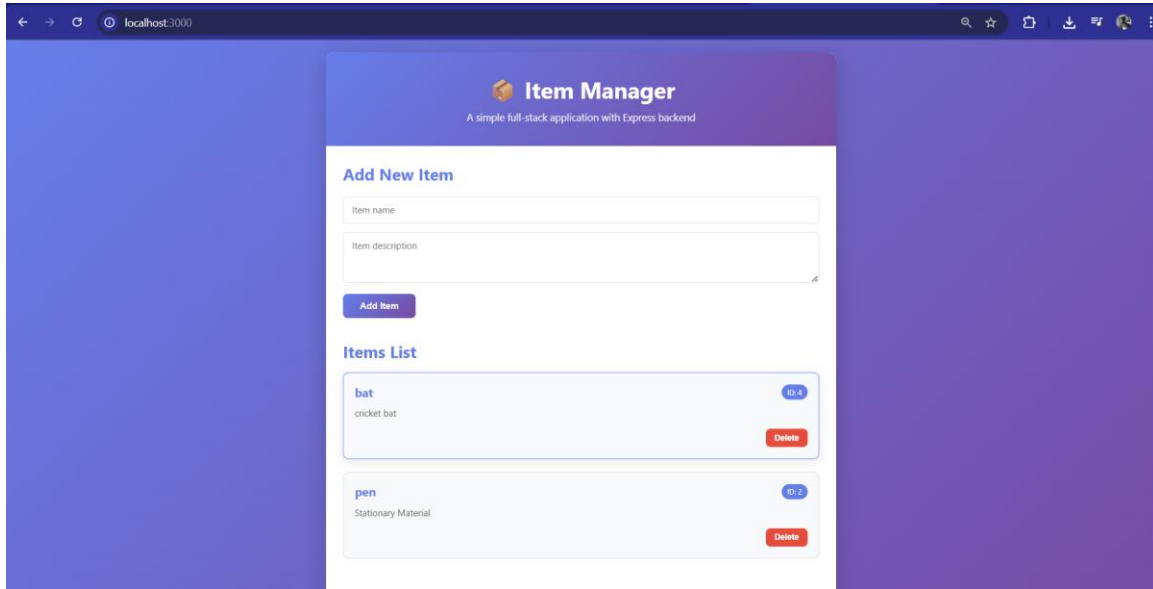 localhost:3000
Item Manager
A simple full-stack application with Express backend
Add New Item
Item name
Item description
Add Item
Items List
bat
ID: 4
cricket bat
Delete
pen
ID: 2
Stationary Material
Delete